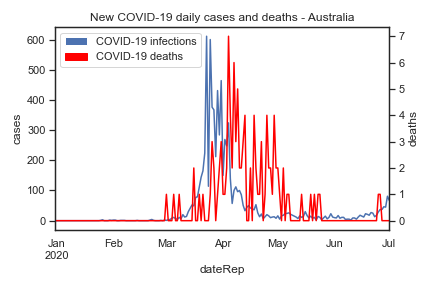 New COVID-19 daily cases and deaths - Australia
COVID-19 infections
COVID-19 deaths
600
500
400
300
200
100
0
cases
7
6
5
4
3
2
1
0
deaths
Jan Feb Mar Apr May Jun Jul
2020
dateRep